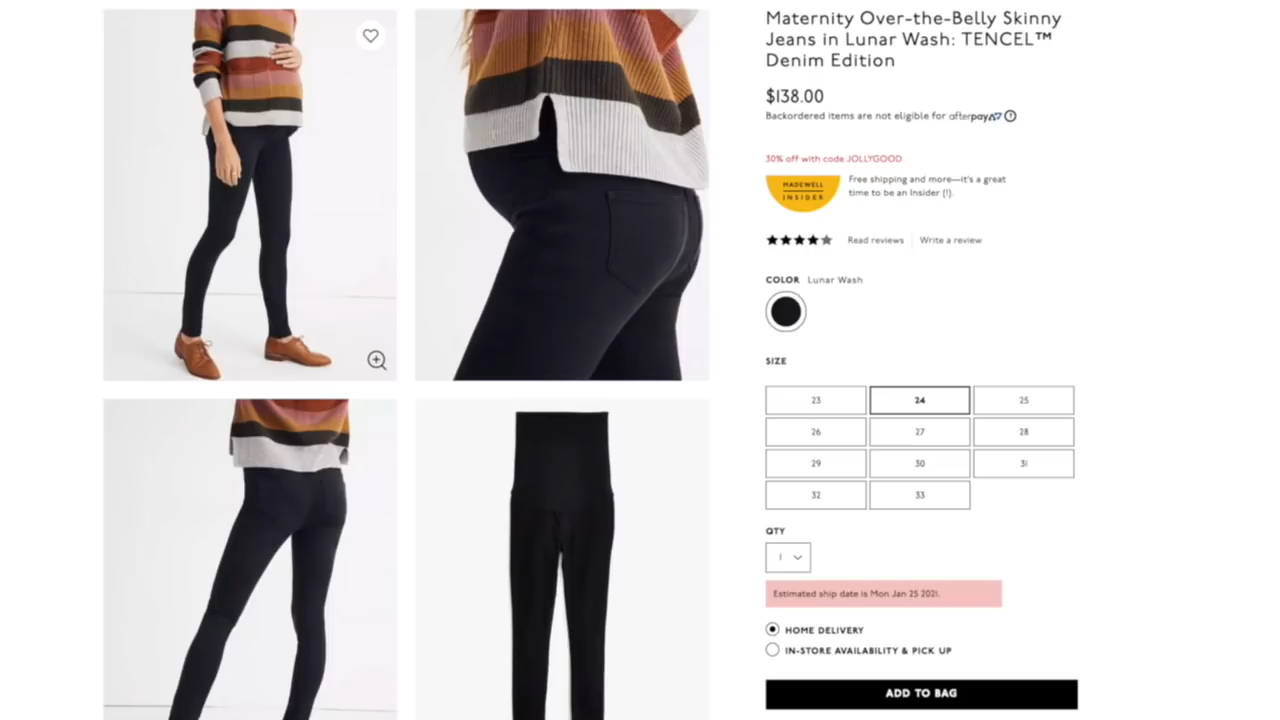 Maternity Over-the-Belly Skinny
Jeans in Lunar Wash: TENCEL™
Denim Edition
$138.00
Backordered items are not eligible for afterpay
30% off with code JOLLYGOOD
MADEWELL
INSIDER
Free shipping and more—it's a great
time to be an Insider (!).
Read reviews
Write a review
COLOR Lunar Wash
SIZE
23 24 25
26 27 28
29 30 31
32 33
QTY
1
Estimated ship date is Mon Jan 25 2021.
HOME DELIVERY
IN-STORE AVAILABILITY & PICK UP
ADD TO BAG